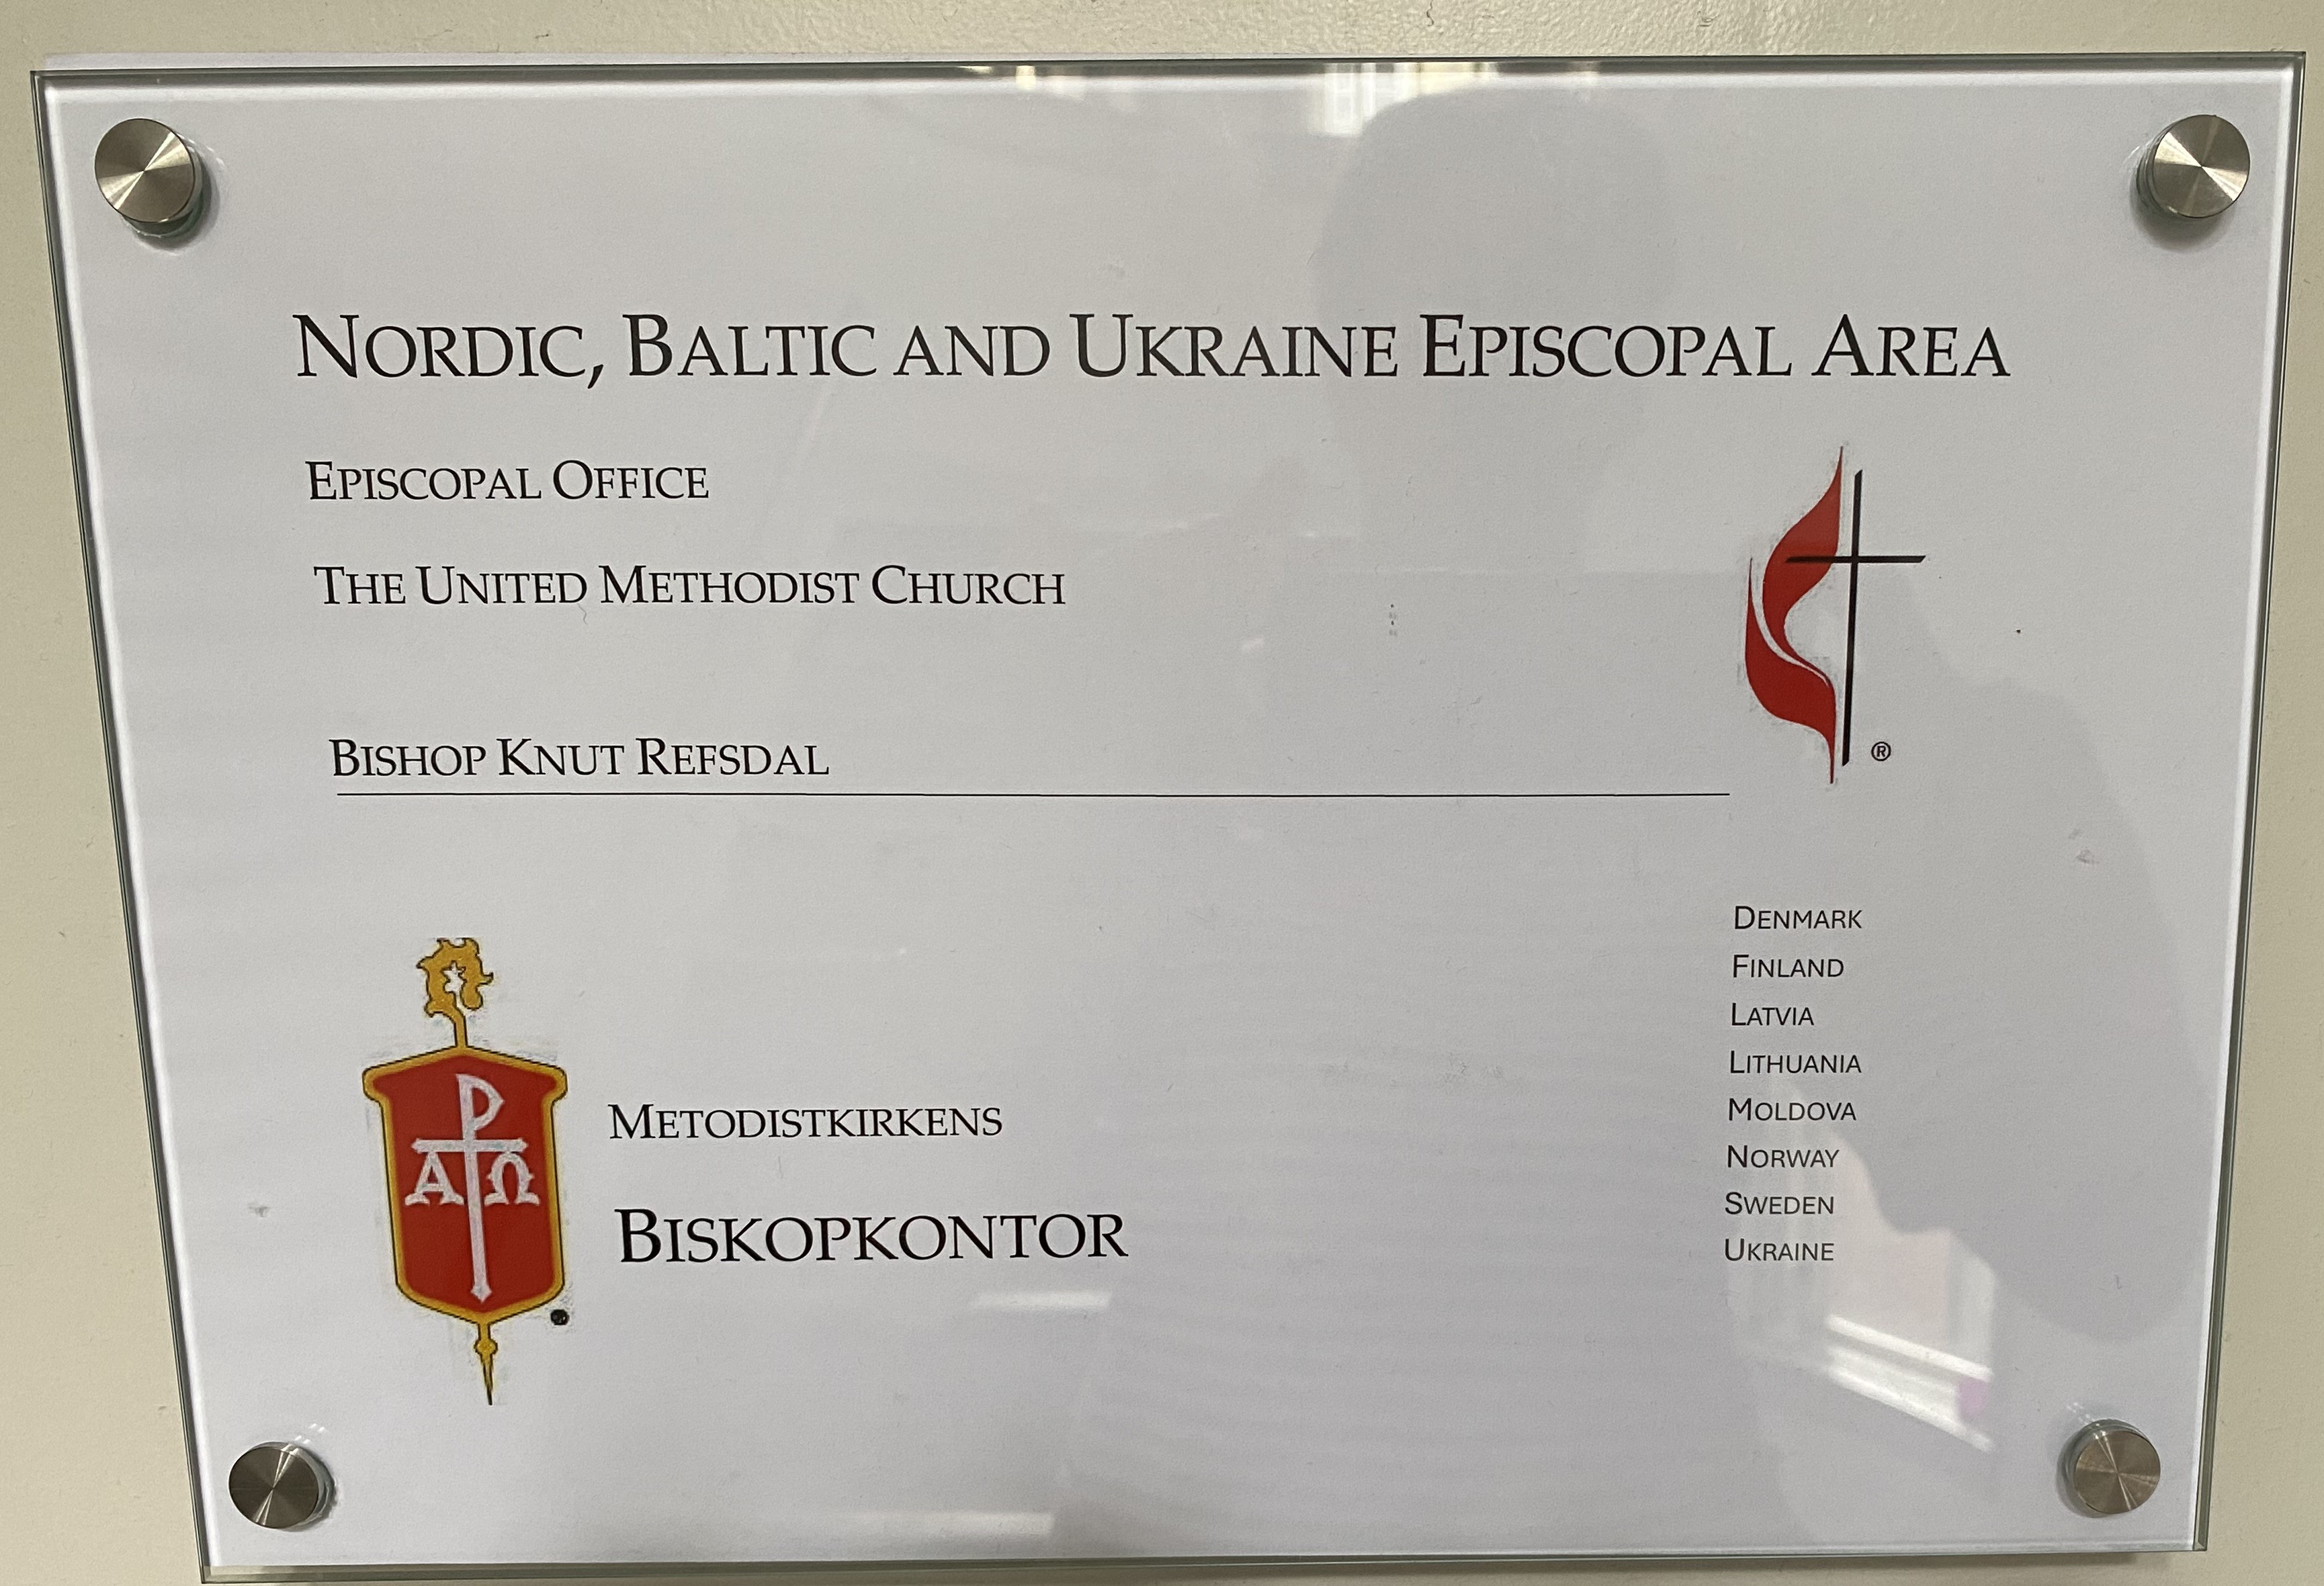 NORDIC, BALTIC AND UKRAINE EPISCOPAL AREA
EPISCOPAL OFFICE
THE UNITED METHODIST CHURCH
®
BISHOP KNUT REFSDAL
DENMARK
FINLAND
LATVIA
LITHUANIA
MOLDOVA
NORWAY
SWEDEN
UKRAINE
Α Ω
METODISTKIRKENS
BISKOPKONTOR